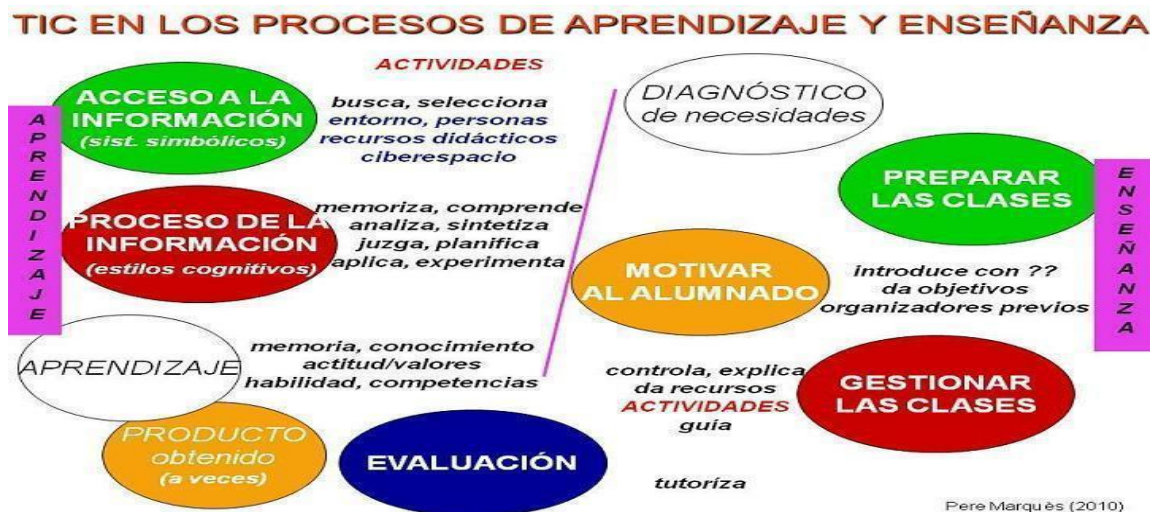 TIC EN LOS PROCESOS DE APRENDIZAJE Y ENSEÑANZA
APRENDIZAJE
ACCESO A LA
INFORMACIÓN
(sist. simbólicos)
ACTIVIDADES
busca, selecciona
entorno, personas
recursos didácticos
ciberespacio
PROCESO DE LA
INFORMACIÓN
(estilos cognitivos)
memoriza, comprende
analiza, sintetiza
juzga, planifica
aplica, experimenta
APRENDIZAJE
memoria, conocimiento
actitud/valores
habilidad, competencias
PRODUCTO
obtenido
(a veces)
EVALUACIÓN
DIAGNÓSTICO
de necesidades
PREPARAR
LAS CLASES
ENSEÑANZA
MOTIVAR
AL ALUMNADO
introduce con ??
da objetivos
organizadores previos
controla, explica
da recursos
ACTIVIDADES
guía
GESTIONAR
LAS CLASES
tutoríza
Pere Marquès (2010)